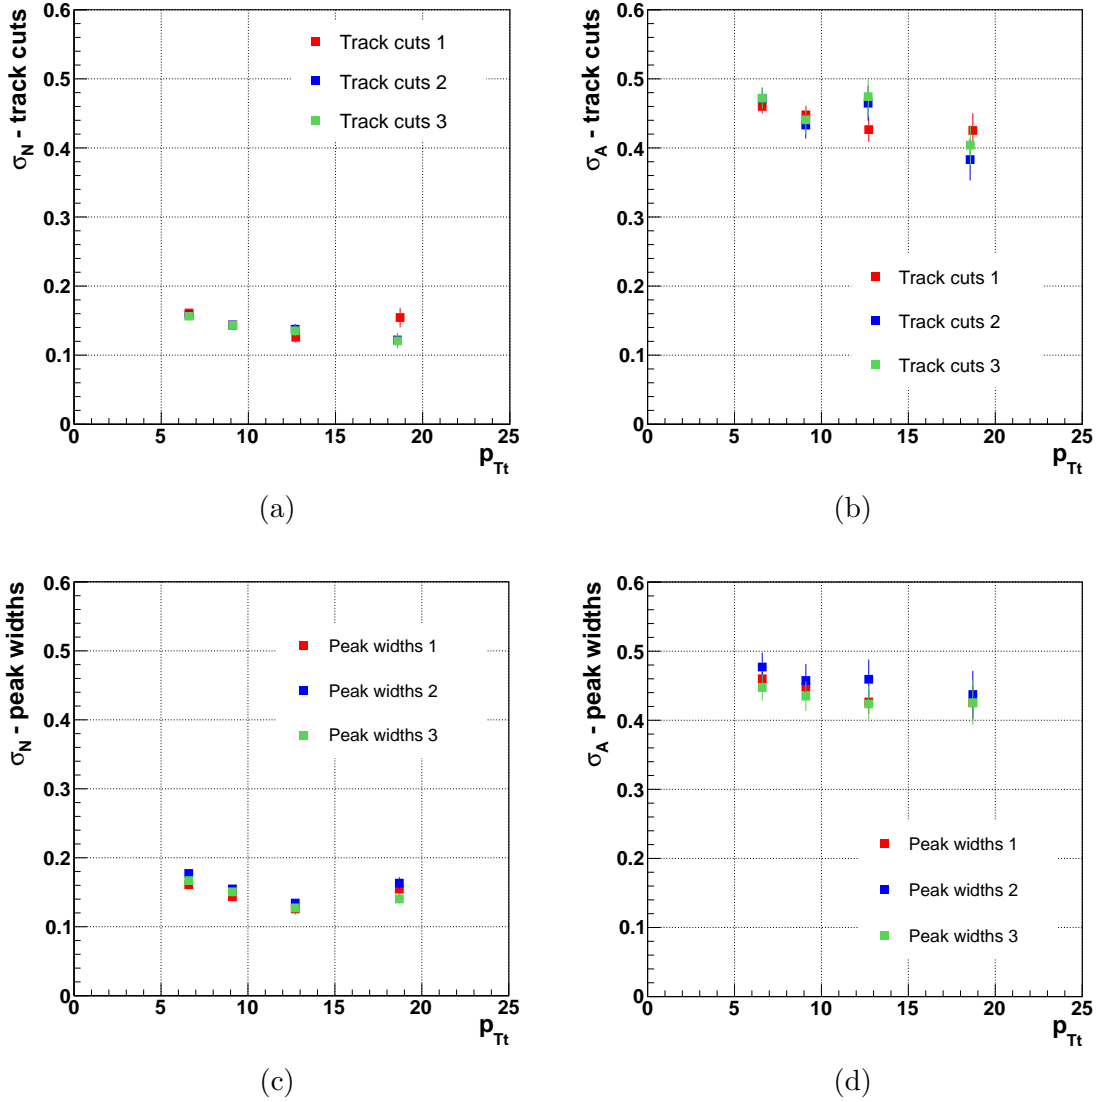 σN - track cuts
0.6
0.5
0.4
0.3
0.2
0.1
0
Track cuts 1
Track cuts 2
Track cuts 3
0 5 10 15 20 25
pTt
(a)
σA - track cuts
0.6
0.5
0.4
0.3
0.2
0.1
0
Track cuts 1
Track cuts 2
Track cuts 3
0 5 10 15 20 25
pTt
(b)
σN - peak widths
0.6
0.5
0.4
0.3
0.2
0.1
0
Peak widths 1
Peak widths 2
Peak widths 3
0 5 10 15 20 25
pTt
(c)
σA - peak widths
0.6
0.5
0.4
0.3
0.2
0.1
0
Peak widths 1
Peak widths 2
Peak widths 3
0 5 10 15 20 25
pTt
(d)